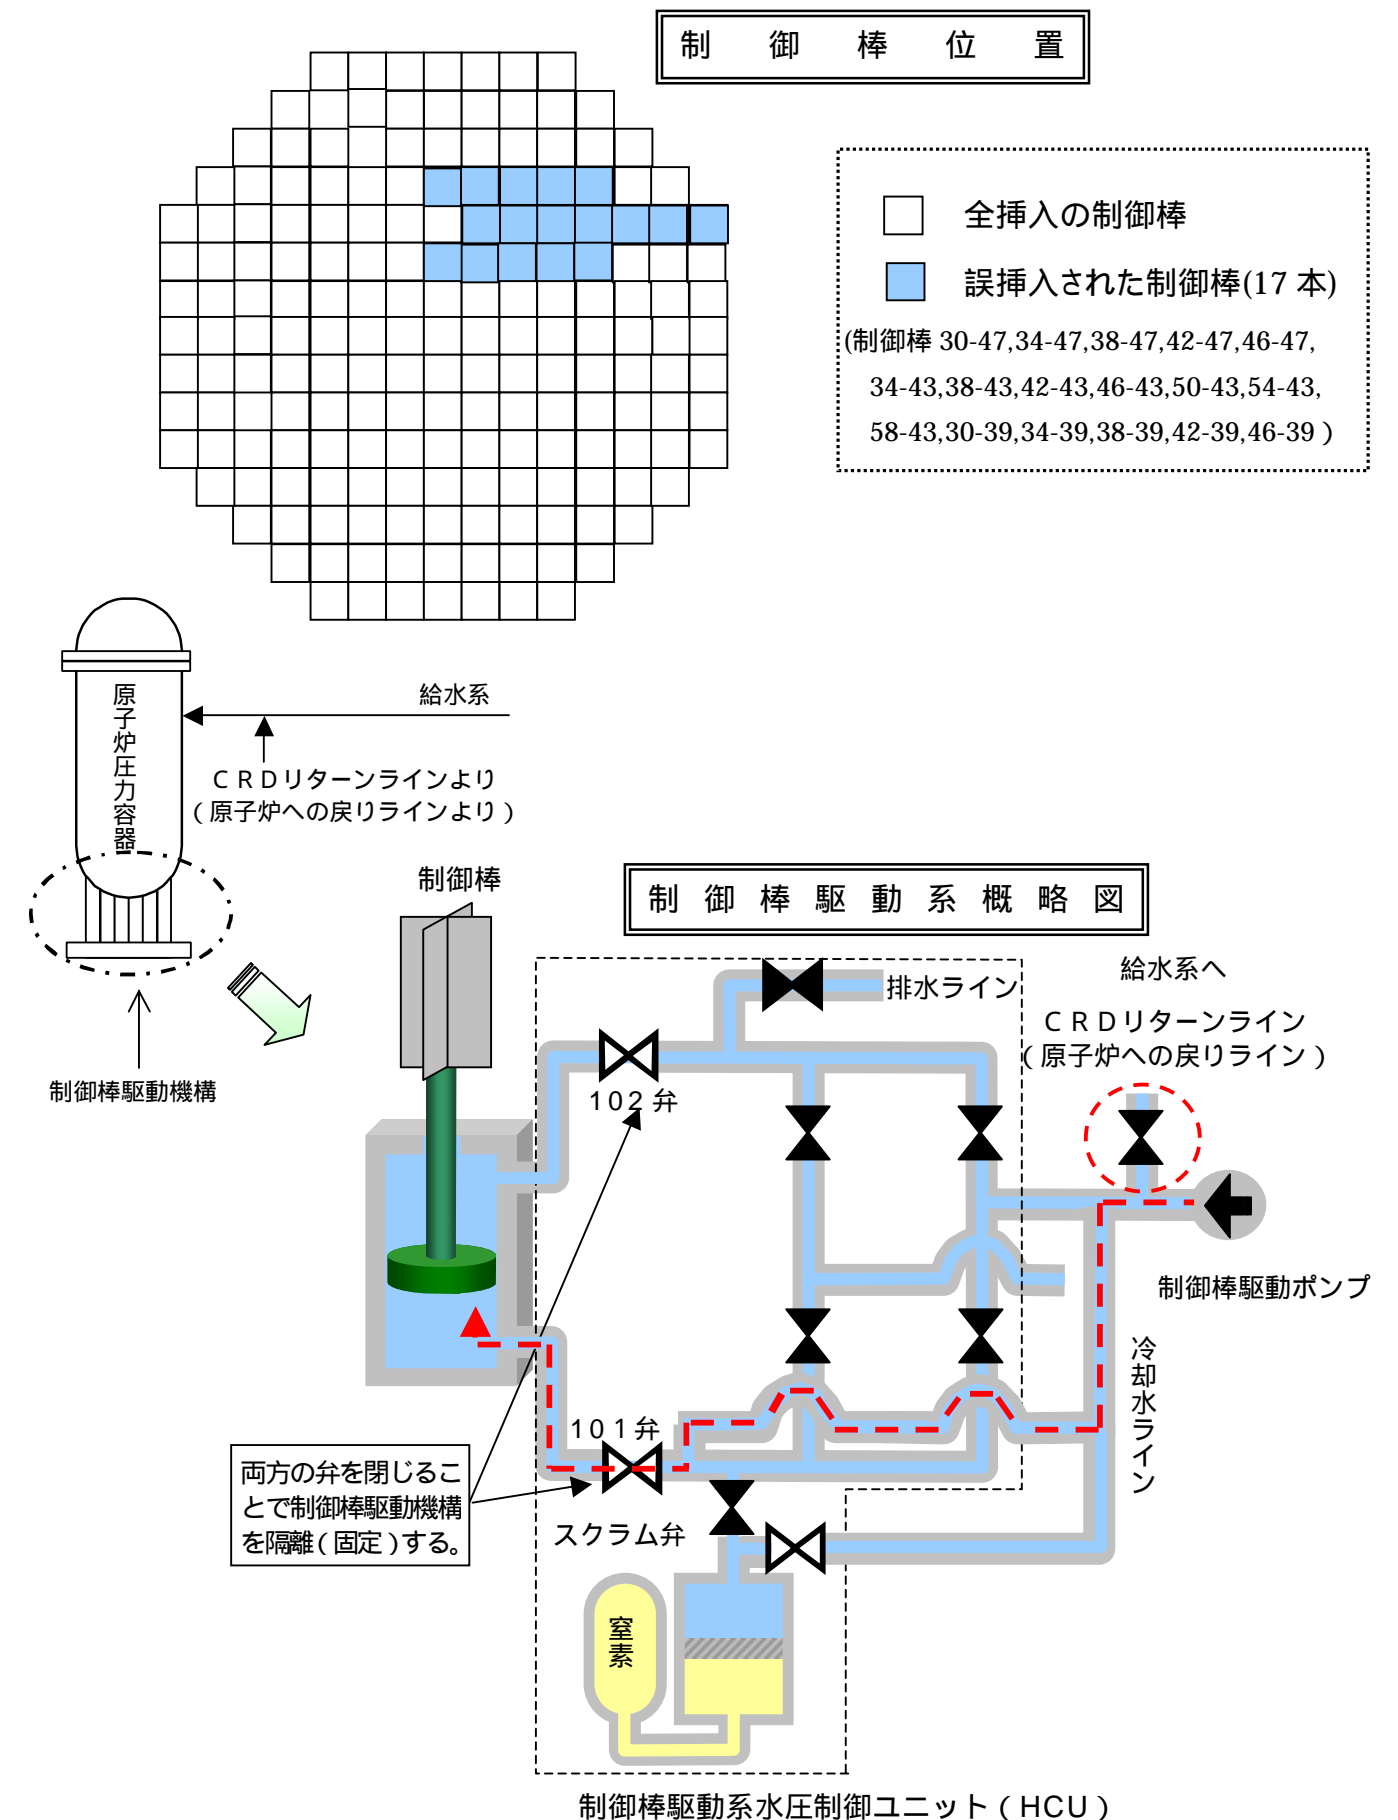 制御棒位置
全挿入の制御棒
誤挿入された制御棒(17 本)
(制御棒 30-47,34-47,38-47,42-47,46-47,
34-43,38-43,42-43,46-43,50-43,54-43,
58-43,30-39,34-39,38-39,42-39,46-39 )
原子炉圧力容器
給水系
ＣＲＤリターンラインより
(原子炉への戻りラインより)
制御棒駆動機構
制御棒
制御棒駆動系概略図
排水ライン
給水系へ
ＣＲＤリターンライン
(原子炉への戻りライン)
102弁
制御棒駆動ポンプ
冷却水ライン
101弁
両方の弁を閉じるこ
とで制御棒駆動機構
を隔離(固定)する。
スクラム弁
窒素
制御棒駆動系水圧制御ユニット(HCU)